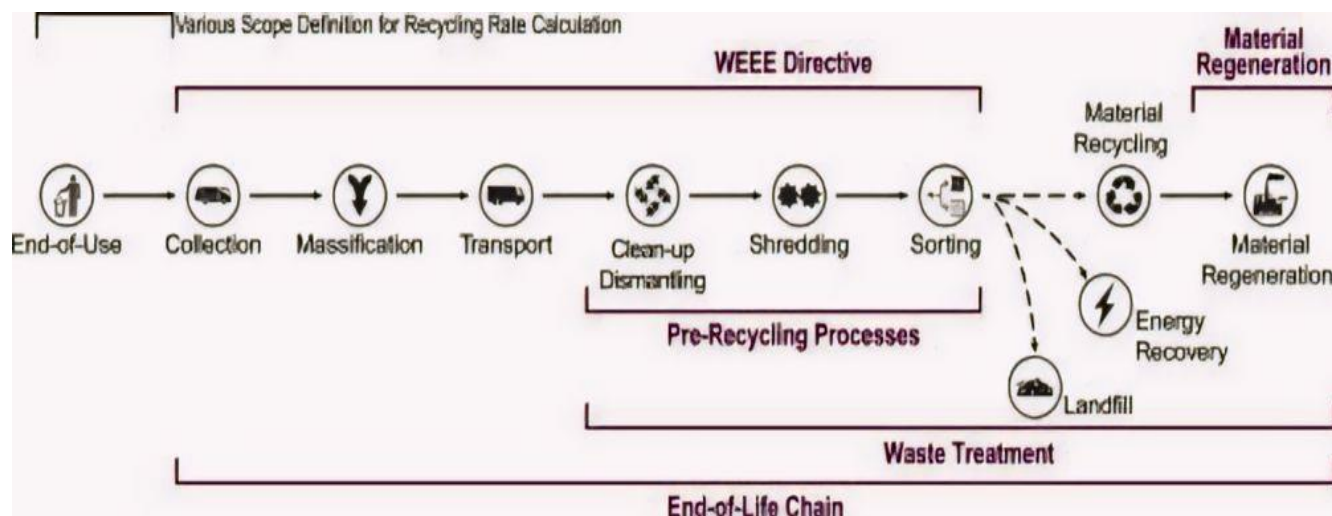 Various Scope Definition for Recycling Rate Calculation
WEEE Directive
Material
Regeneration
Material
Recycling
End-of-Use
Collection
Massification
Transport
Clean-up
Dismantling
Shredding
Sorting
Material
Regeneration
Pre-Recycling Processes
Energy
Recovery
Landfill
Waste Treatment
End-of-Life Chain